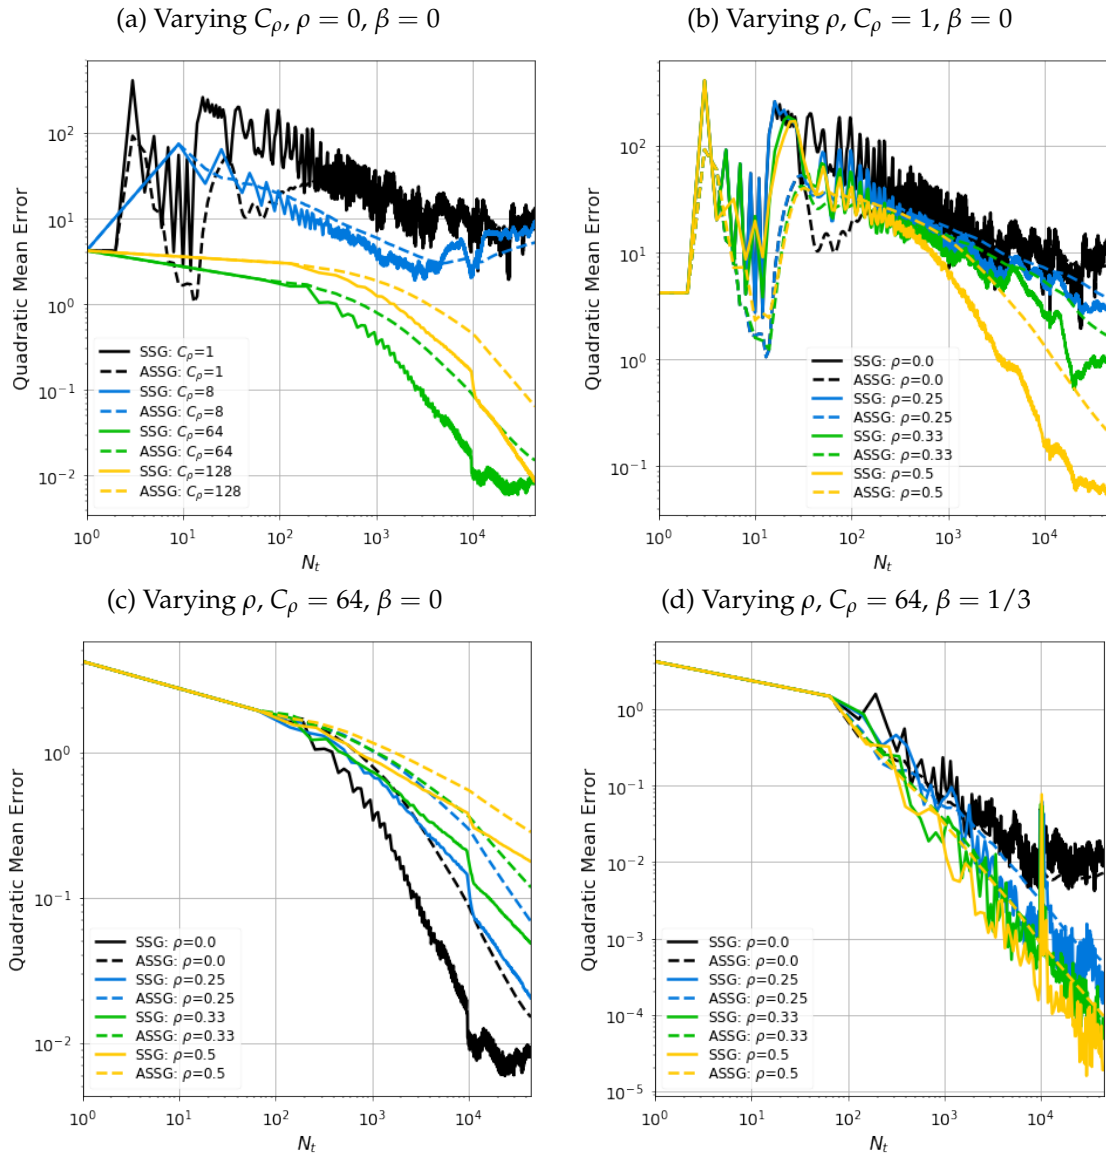 (a) Varying Cρ, ρ = 0, β = 0
10²
10¹
10⁰
10⁻¹
10⁻²
Quadratic Mean Error
SSG: Cρ=1
ASSG: Cρ=1
SSG: Cρ=8
ASSG: Cρ=8
SSG: Cρ=64
ASSG: Cρ=64
SSG: Cρ=128
ASSG: Cρ=128
10⁰ 10¹ 10² 10³ 10⁴
Nt
(b) Varying ρ, Cρ = 1, β = 0
10²
10¹
10⁰
10⁻¹
Quadratic Mean Error
SSG: ρ=0.0
ASSG: ρ=0.0
SSG: ρ=0.25
ASSG: ρ=0.25
SSG: ρ=0.33
ASSG: ρ=0.33
SSG: ρ=0.5
ASSG: ρ=0.5
10⁰ 10¹ 10² 10³ 10⁴
Nt
(c) Varying ρ, Cρ = 64, β = 0
10⁰
10⁻¹
10⁻²
Quadratic Mean Error
SSG: ρ=0.0
ASSG: ρ=0.0
SSG: ρ=0.25
ASSG: ρ=0.25
SSG: ρ=0.33
ASSG: ρ=0.33
SSG: ρ=0.5
ASSG: ρ=0.5
10⁰ 10¹ 10² 10³ 10⁴
Nt
(d) Varying ρ, Cρ = 64, β = 1/3
10⁰
10⁻¹
10⁻²
10⁻³
10⁻⁴
10⁻⁵
Quadratic Mean Error
SSG: ρ=0.0
ASSG: ρ=0.0
SSG: ρ=0.25
ASSG: ρ=0.25
SSG: ρ=0.33
ASSG: ρ=0.33
SSG: ρ=0.5
ASSG: ρ=0.5
10⁰ 10¹ 10² 10³ 10⁴
Nt